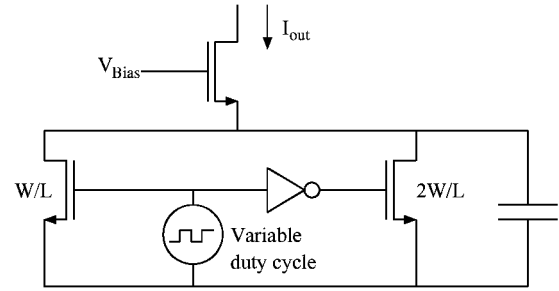 I_out
V_Bias
W/L
2W/L
Variable
duty cycle